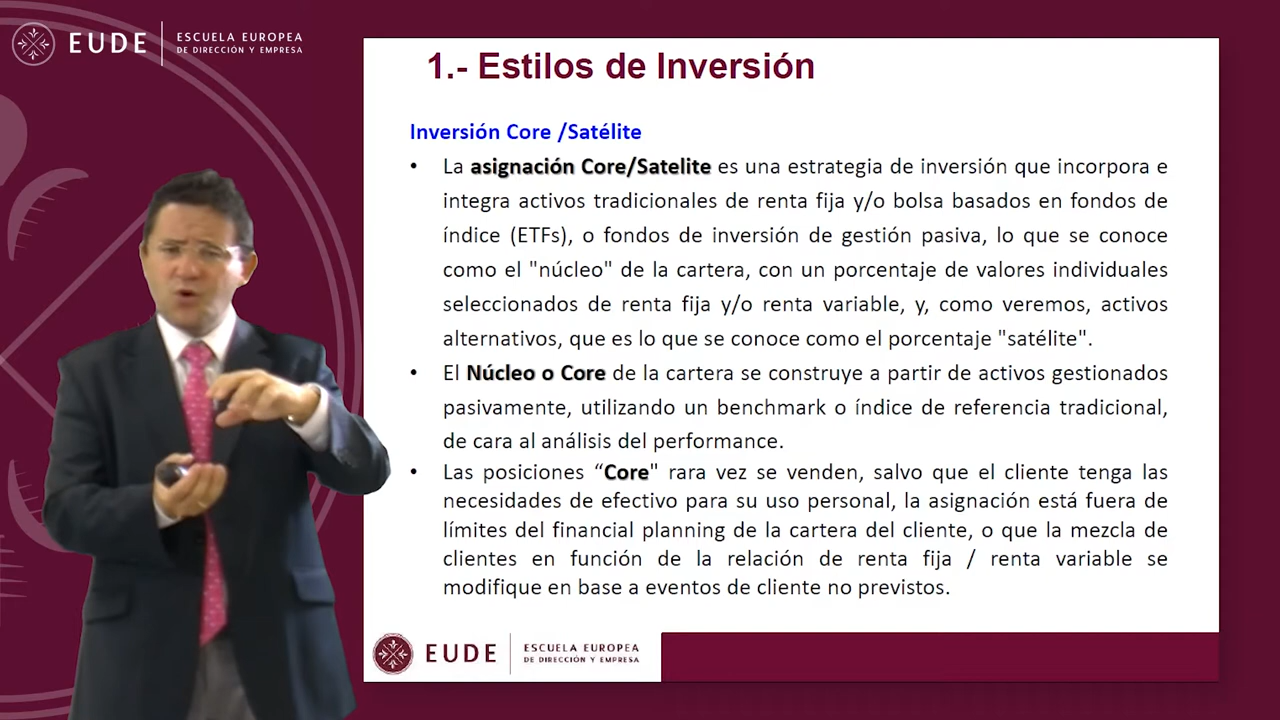 EUDE
ESCUELA EUROPEA
DE DIRECCIÓN Y EMPRESA
1.- Estilos de Inversión
Inversión Core /Satélite
• La asignación Core/Satelite es una estrategia de inversión que incorpora e
integra activos tradicionales de renta fija y/o bolsa basados en fondos de
índice (ETFs), o fondos de inversión de gestión pasiva, lo que se conoce
como el "núcleo" de la cartera, con un porcentaje de valores individuales
seleccionados de renta fija y/o renta variable, y, como veremos, activos
alternativos, que es lo que se conoce como el porcentaje "satélite".
• El Núcleo o Core de la cartera se construye a partir de activos gestionados
pasivamente, utilizando un benchmark o índice de referencia tradicional,
de cara al análisis del performance.
• Las posiciones “Core" rara vez se venden, salvo que el cliente tenga las
necesidades de efectivo para su uso personal, la asignación está fuera de
límites del financial planning de la cartera del cliente, o que la mezcla de
clientes en función de la relación de renta fija / renta variable se
modifique en base a eventos de cliente no previstos.
EUDE
ESCUELA EUROPEA
DE DIRECCIÓN Y EMPRESA